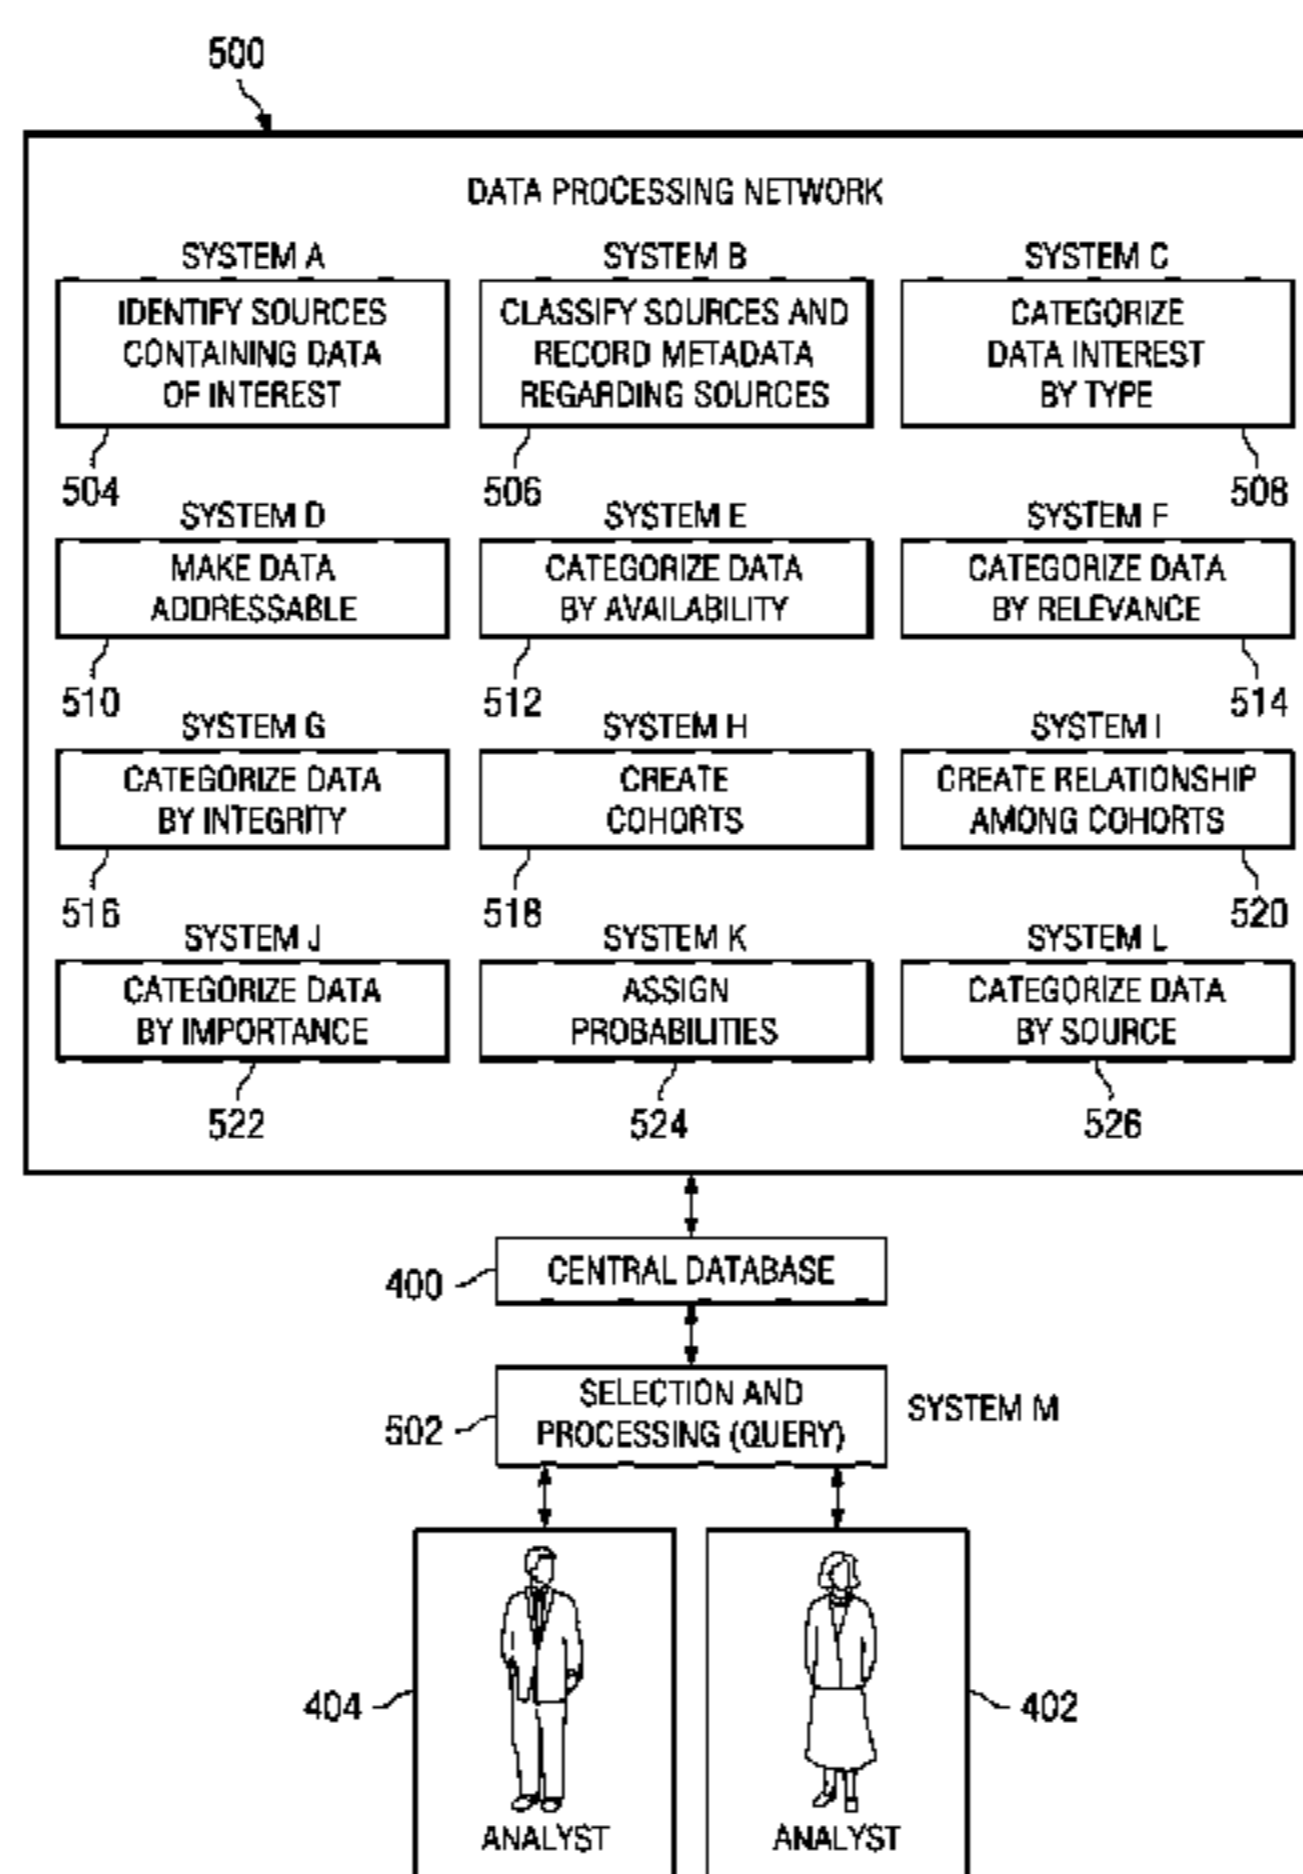 500
DATA PROCESSING NETWORK
SYSTEM A
IDENTIFY SOURCES
CONTAINING DATA
OF INTEREST
504
SYSTEM B
CLASSIFY SOURCES AND
RECORD METADATA
REGARDING SOURCES
506
SYSTEM C
CATEGORIZE
DATA INTEREST
BY TYPE
508
SYSTEM D
MAKE DATA
ADDRESSABLE
510
SYSTEM E
CATEGORIZE DATA
BY AVAILABILITY
512
SYSTEM F
CATEGORIZE DATA
BY RELEVANCE
514
SYSTEM G
CATEGORIZE DATA
BY INTEGRITY
516
SYSTEM H
CREATE
COHORTS
518
SYSTEM I
CREATE RELATIONSHIP
AMONG COHORTS
520
SYSTEM J
CATEGORIZE DATA
BY IMPORTANCE
522
SYSTEM K
ASSIGN
PROBABILITIES
524
SYSTEM L
CATEGORIZE DATA
BY SOURCE
526
400
CENTRAL DATABASE
502
SELECTION AND
PROCESSING (QUERY)
SYSTEM M
404
ANALYST
402
ANALYST